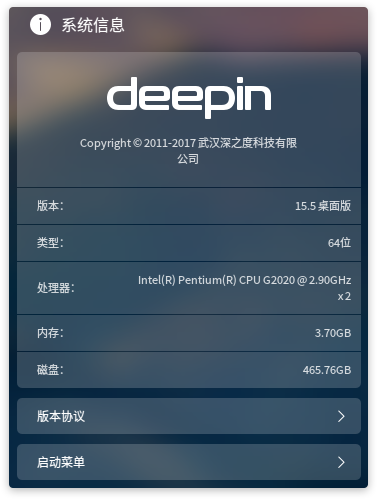 系统信息
deepin
Copyright © 2011-2017 武汉深之度科技有限
公司
版本: 15.5 桌面版
类型: 64位
处理器: Intel(R) Pentium(R) CPU G2020 @ 2.90GHz
x 2
内存: 3.70GB
磁盘: 465.76GB
版本协议
启动菜单